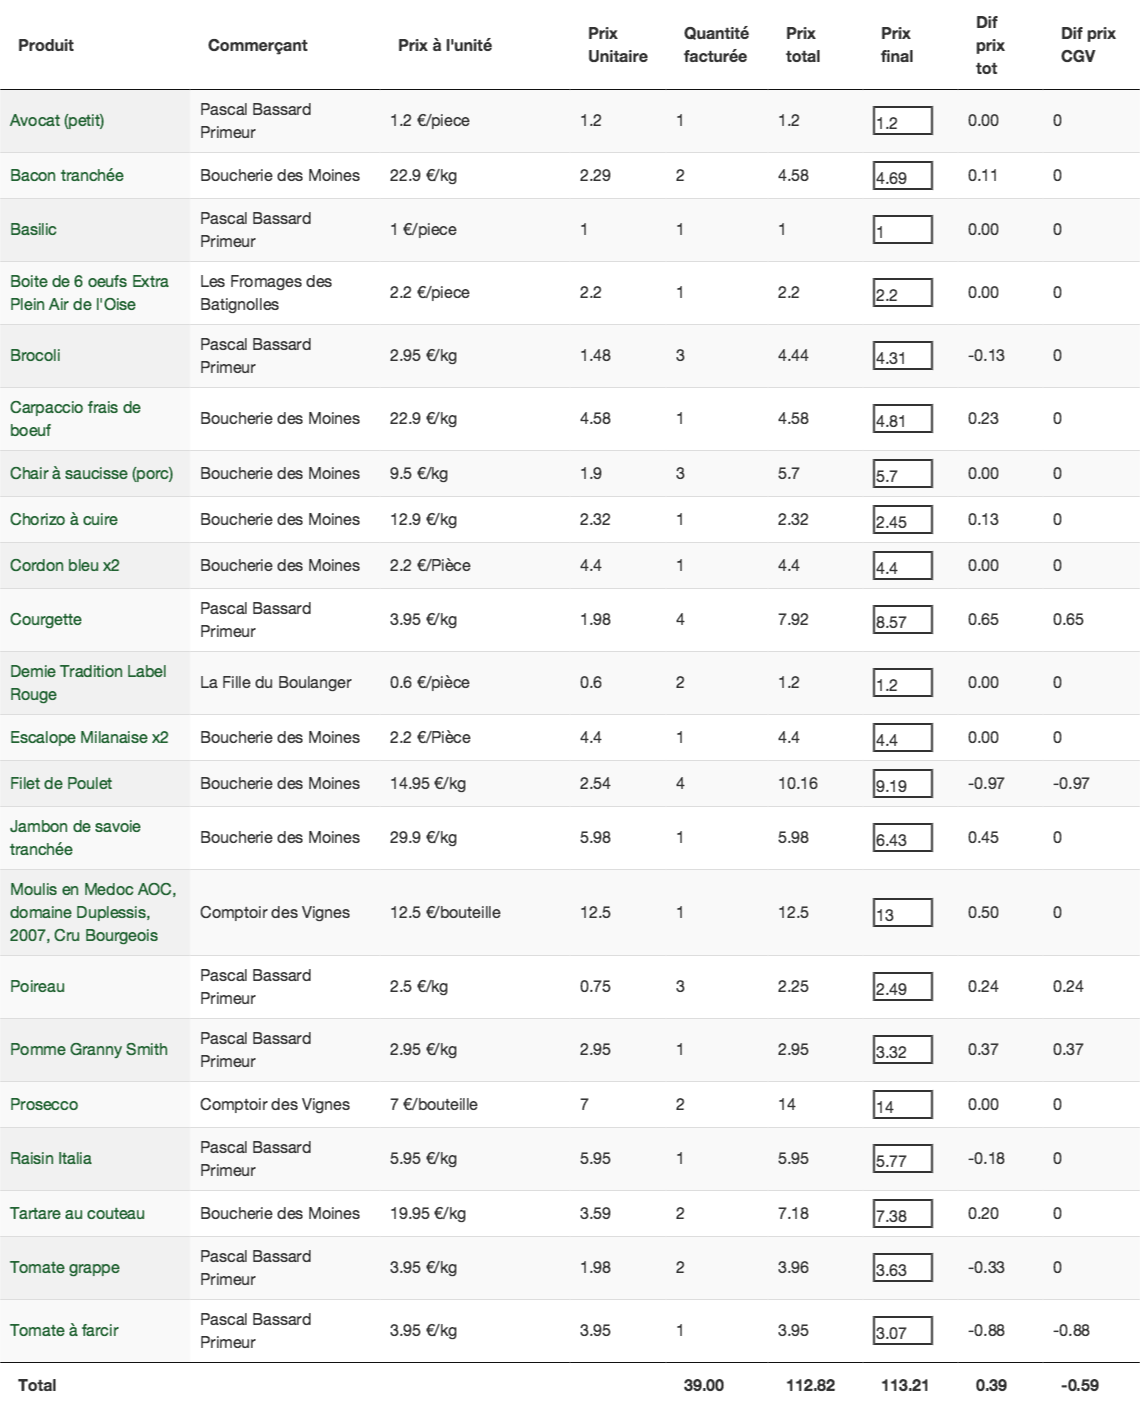 Produit Commerçant Prix à l'unité Prix Unitaire Quantité facturée Prix total Prix final Dif prix tot Dif prix CGV
Avocat (petit) Pascal Bassard Primeur 1.2 €/piece 1.2 1 1.2 1.2 0.00 0
Bacon tranchée Boucherie des Moines 22.9 €/kg 2.29 2 4.58 4.69 0.11 0
Basilic Pascal Bassard Primeur 1 €/piece 1 1 1 1 0.00 0
Boite de 6 oeufs Extra Plein Air de l'Oise Les Fromages des Batignolles 2.2 €/piece 2.2 1 2.2 2.2 0.00 0
Brocoli Pascal Bassard Primeur 2.95 €/kg 1.48 3 4.44 4.31 -0.13 0
Carpaccio frais de boeuf Boucherie des Moines 22.9 €/kg 4.58 1 4.58 4.81 0.23 0
Chair à saucisse (porc) Boucherie des Moines 9.5 €/kg 1.9 3 5.7 5.7 0.00 0
Chorizo à cuire Boucherie des Moines 12.9 €/kg 2.32 1 2.32 2.45 0.13 0
Cordon bleu x2 Boucherie des Moines 2.2 €/Pièce 4.4 1 4.4 4.4 0.00 0
Courgette Pascal Bassard Primeur 3.95 €/kg 1.98 4 7.92 8.57 0.65 0.65
Demie Tradition Label Rouge La Fille du Boulanger 0.6 €/pièce 0.6 2 1.2 1.2 0.00 0
Escalope Milanaise x2 Boucherie des Moines 2.2 €/Pièce 4.4 1 4.4 4.4 0.00 0
Filet de Poulet Boucherie des Moines 14.95 €/kg 2.54 4 10.16 9.19 -0.97 -0.97
Jambon de savoie tranchée Boucherie des Moines 29.9 €/kg 5.98 1 5.98 6.43 0.45 0
Moulis en Medoc AOC, domaine Duplessis, 2007, Cru Bourgeois Comptoir des Vignes 12.5 €/bouteille 12.5 1 12.5 13 0.50 0
Poireau Pascal Bassard Primeur 2.5 €/kg 0.75 3 2.25 2.49 0.24 0.24
Pomme Granny Smith Pascal Bassard Primeur 2.95 €/kg 2.95 1 2.95 3.32 0.37 0.37
Prosecco Comptoir des Vignes 7 €/bouteille 7 2 14 14 0.00 0
Raisin Italia Pascal Bassard Primeur 5.95 €/kg 5.95 1 5.95 5.77 -0.18 0
Tartare au couteau Boucherie des Moines 19.95 €/kg 3.59 2 7.18 7.38 0.20 0
Tomate grappe Pascal Bassard Primeur 3.95 €/kg 1.98 2 3.96 3.63 -0.33 0
Tomate à farcir Pascal Bassard Primeur 3.95 €/kg 3.95 1 3.95 3.07 -0.88 -0.88
Total 39.00 112.82 113.21 0.39 -0.59